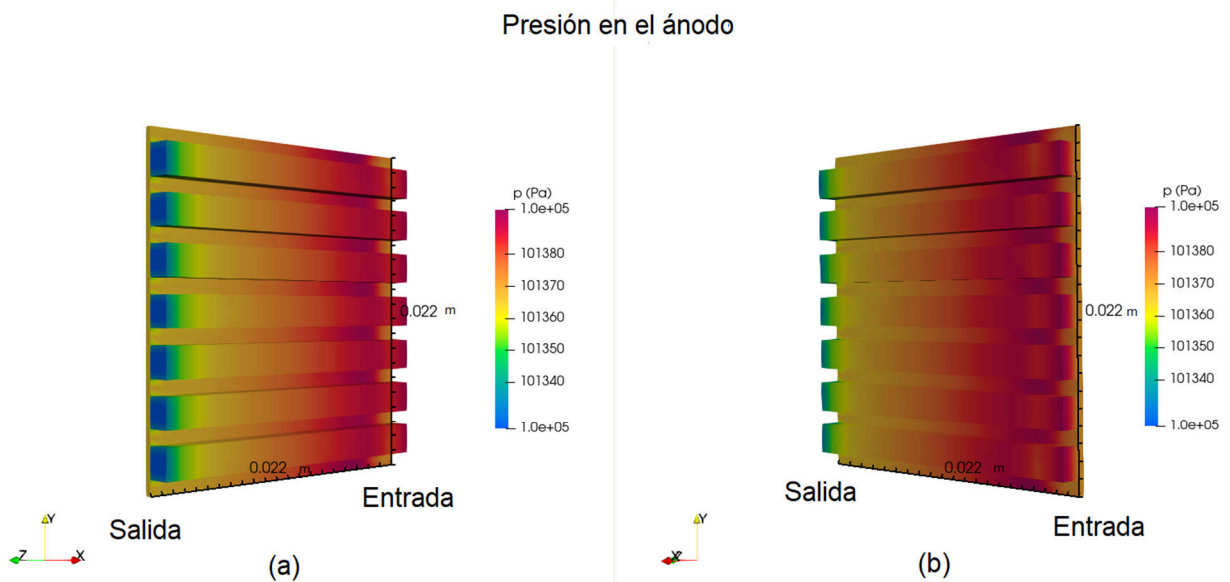 Presión en el ánodo
p (Pa)
1.0e+05
101380
101370
101360
101350
101340
1.0e+05
0.022 m
0.022 m
Entrada
Salida
Y
Z
X
(a)
p (Pa)
1.0e+05
101380
101370
101360
101350
101340
1.0e+05
0.022 m
0.022 m
Salida
Entrada
Y
X
(b)